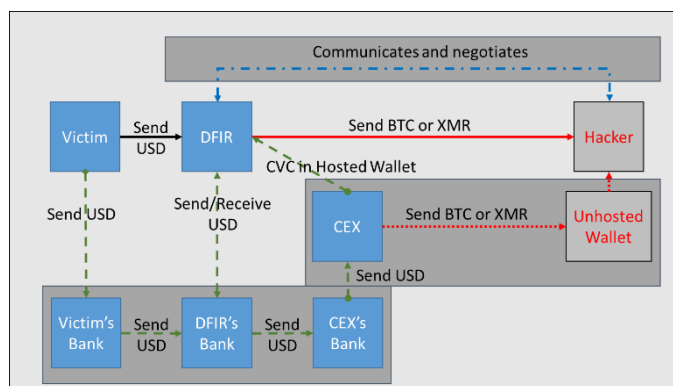 Communicates and negotiates
Victim
Send
USD
DFIR
Send BTC or XMR
Hacker
CVC in Hosted Wallet
Send USD
Send/Receive
USD
CEX
Send BTC or XMR
Unhosted
Wallet
Send USD
Victim's
Bank
Send
USD
DFIR's
Bank
Send
USD
CEX's
Bank